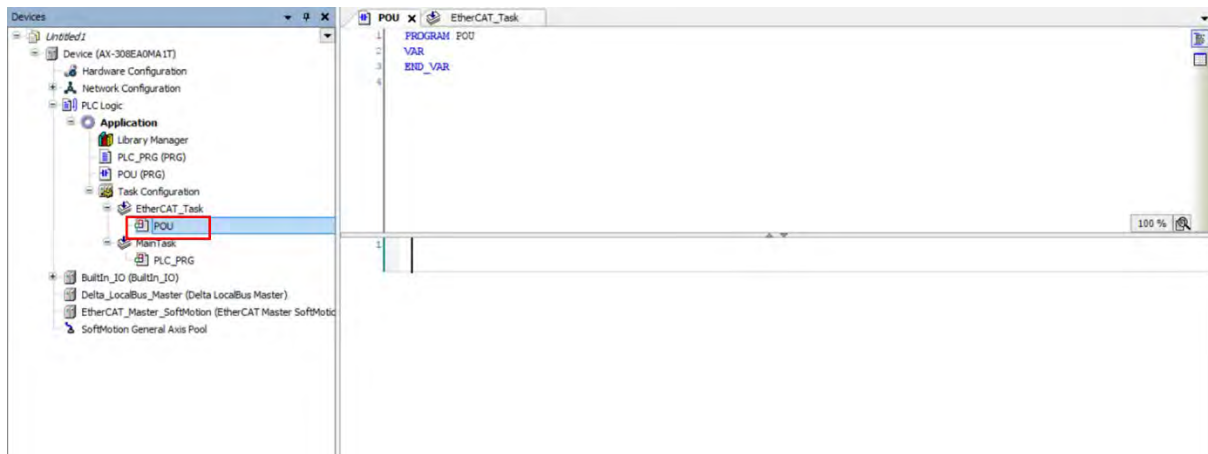 Devices
Untitled1
Device (AX-308EA0MA1T)
Hardware Configuration
Network Configuration
PLC Logic
Application
Library Manager
PLC_PRG (PRG)
POU (PRG)
Task Configuration
EtherCAT_Task
POU
MainTask
PLC_PRG
BuiltIn_IO (BuiltIn_IO)
Delta_LocalBus_Master (Delta LocalBus Master)
EtherCAT_Master_SoftMotion (EtherCAT Master SoftMotio
SoftMotion General Axis Pool
POU EtherCAT_Task
1 PROGRAM POU
2 VAR
3 END_VAR
4
100 %
1